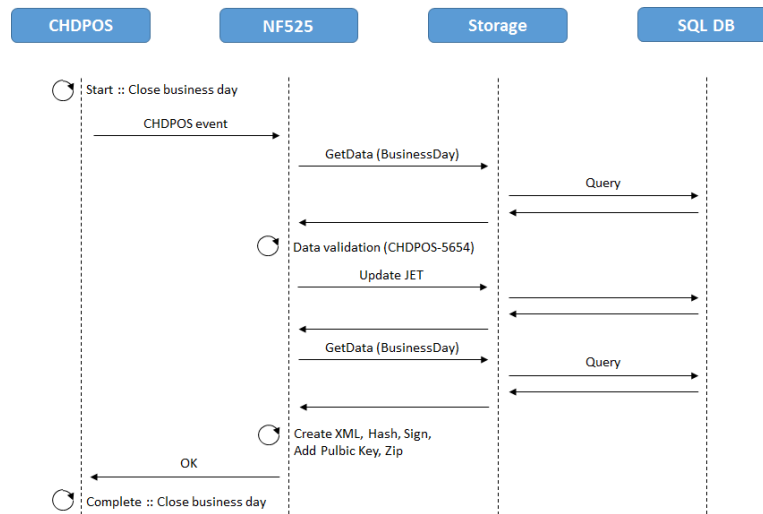 CHDPOS
NF525
Storage
SQL DB
Start :: Close business day
CHDPOS event
GetData (BusinessDay)
Query
Data validation (CHDPOS-5654)
Update JET
GetData (BusinessDay)
Query
Create XML, Hash, Sign,
Add Pulbic Key, Zip
OK
Complete :: Close business day